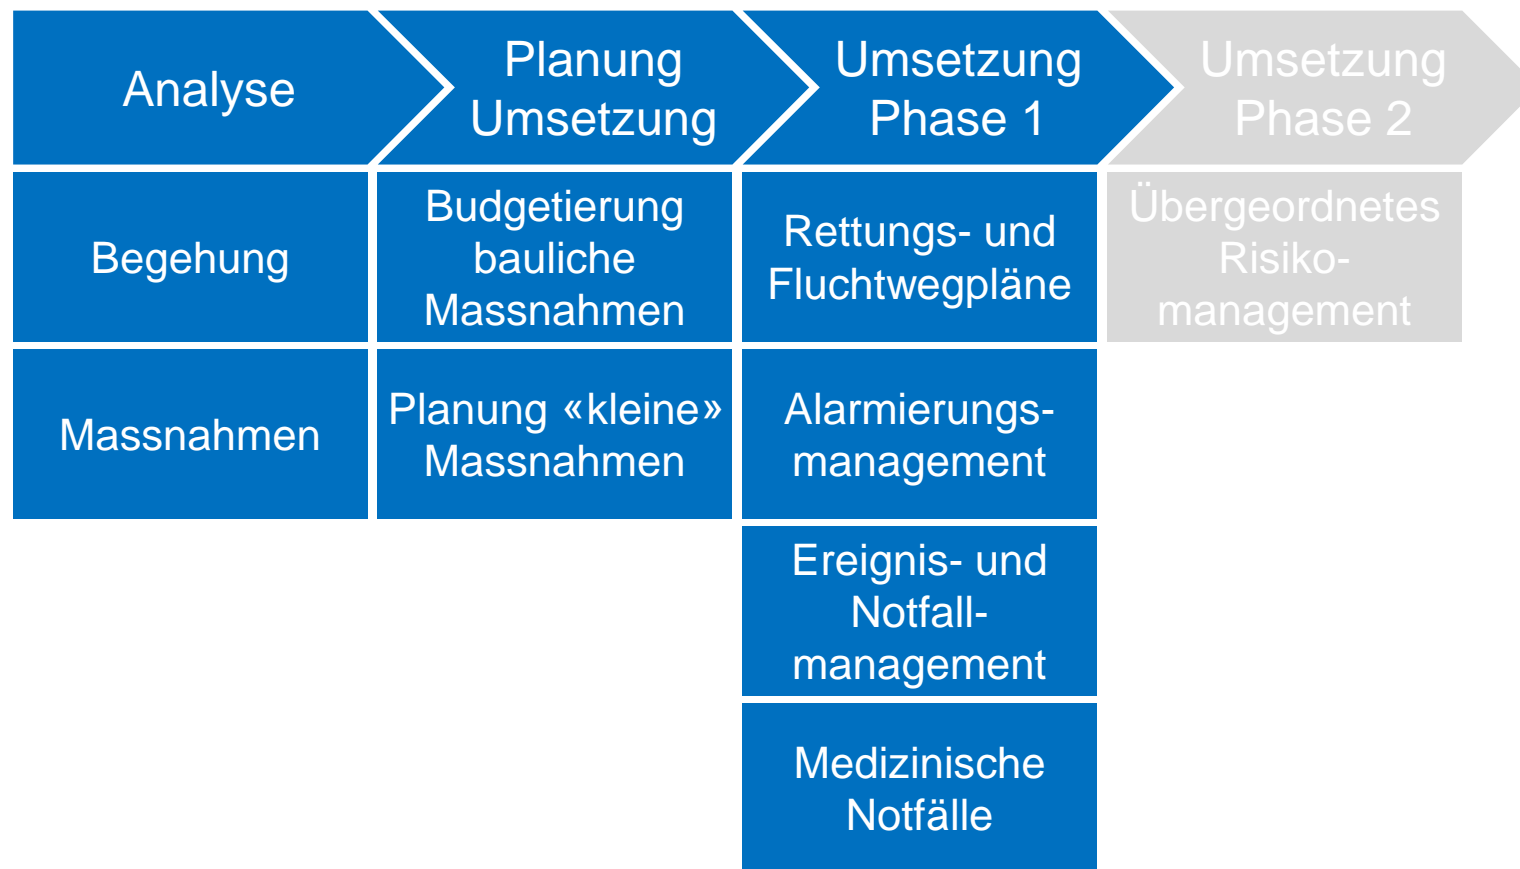 Analyse
Planung
Umsetzung
Umsetzung
Phase 1
Umsetzung
Phase 2
Begehung
Budgetierung
bauliche
Massnahmen
Rettungs- und
Fluchtwegpläne
Übergeordnetes
Risiko-
management
Massnahmen
Planung «kleine»
Massnahmen
Alarmierungs-
management
Ereignis- und
Notfall-
management
Medizinische
Notfälle